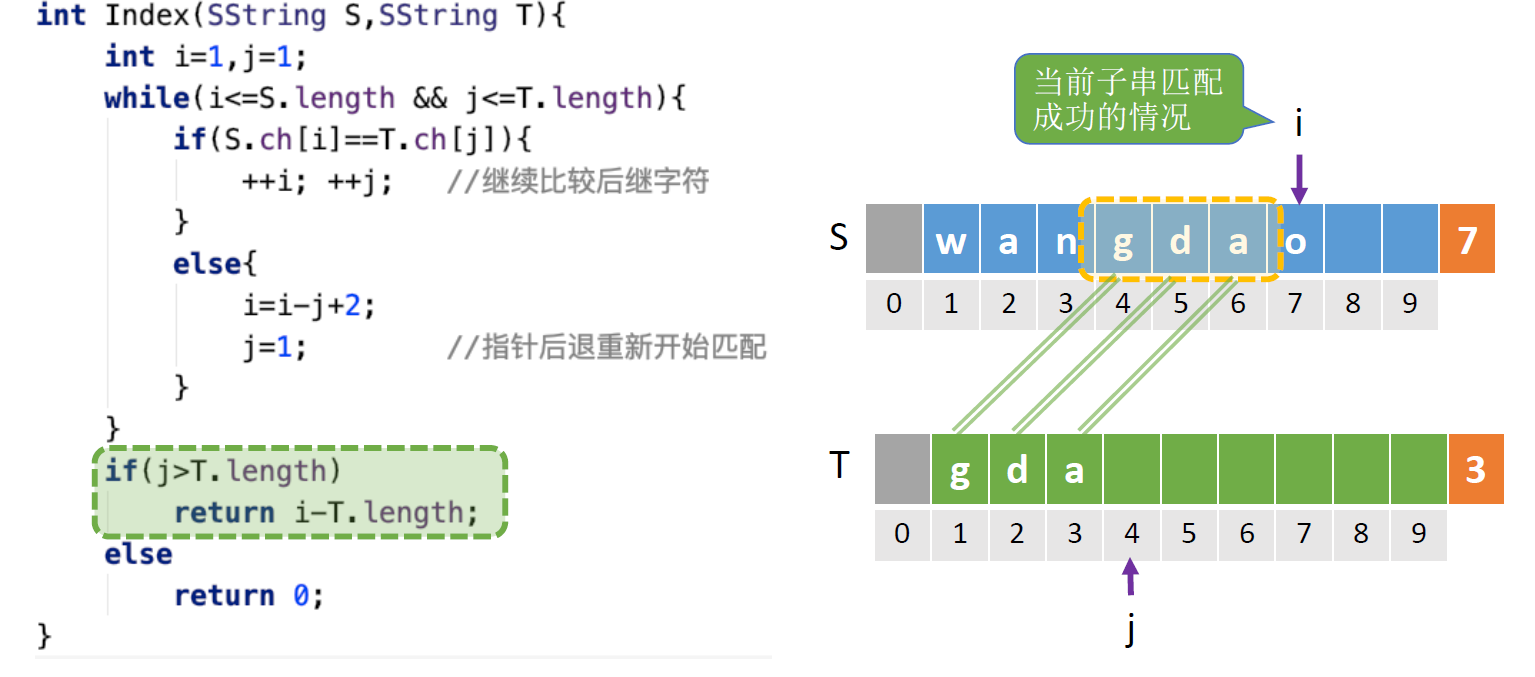 int Index(SString S,SString T){
int i=1,j=1;
while(i<=S.length && j<=T.length){
if(S.ch[i]==T.ch[j]){
++i; ++j; //继续比较后继字符
}
else{
i=i-j+2;
j=1; //指针后退重新开始匹配
}
}
if(j>T.length)
return i-T.length;
else
return 0;
}
当前子串匹配
成功的情况
i
S w a n g d a o 7
0 1 2 3 4 5 6 7 8 9
T g d a 3
0 1 2 3 4 5 6 7 8 9
j